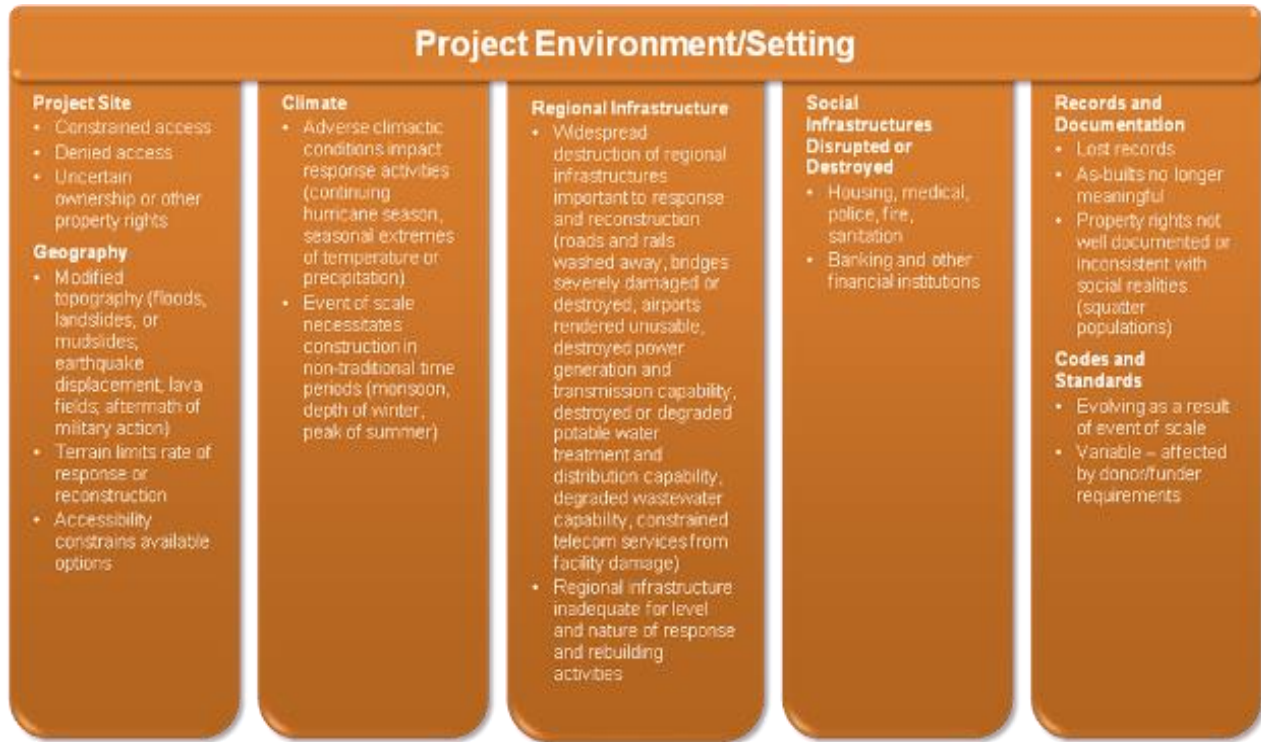 Project Environment/Setting
Project Site
• Constrained access
• Denied access
• Uncertain
ownership or other
property rights
Geography
• Modified
topography (floods,
landslides, or
mudslides;
earthquake
displacement; lava
fields; aftermath of
military action)
• Terrain limits rate of
response or
reconstruction
• Accessibility
constrains available
options
Climate
• Adverse climactic
conditions impact
response activities
(continuing
hurricane season,
seasonal extremes
of temperature or
precipitation)
• Event of scale
necessitates
construction in
non-traditional time
periods (monsoon,
depth of winter,
peak of summer)
Regional Infrastructure
• Widespread
destruction of regional
infrastructures
important to response
and reconstruction
(roads and rails
washed away, bridges
severely damaged or
destroyed, airports
rendered unusable,
destroyed power
generation and
transmission capability,
destroyed or degraded
potable water
treatment and
distribution capability,
degraded wastewater
capability, constrained
telecom services from
facility damage)
• Regional infrastructure
inadequate for level
and nature of response
and rebuilding
activities
Social
Infrastructures
Disrupted or
Destroyed
• Housing, medical,
police, fire,
sanitation
• Banking and other
financial institutions
Records and
Documentation
• Lost records
• As-builts no longer
meaningful
• Property rights not
well documented or
inconsistent with
social realities
(squatter
populations)
Codes and
Standards
• Evolving as a result
of event of scale
• Variable – affected
by donor/funder
requirements